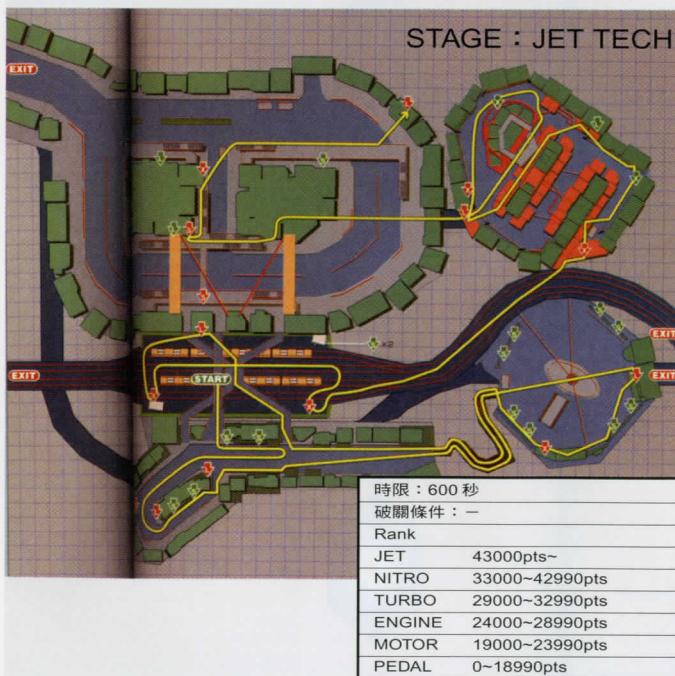 STAGE：JET TECH
EXIT
x2
EXIT
START
EXIT
EXIT
時限：600 秒
破關條件：－
Rank
JET 43000pts~
NITRO 33000~42990pts
TURBO 29000~32990pts
ENGINE 24000~28990pts
MOTOR 19000~23990pts
PEDAL 0~18990pts